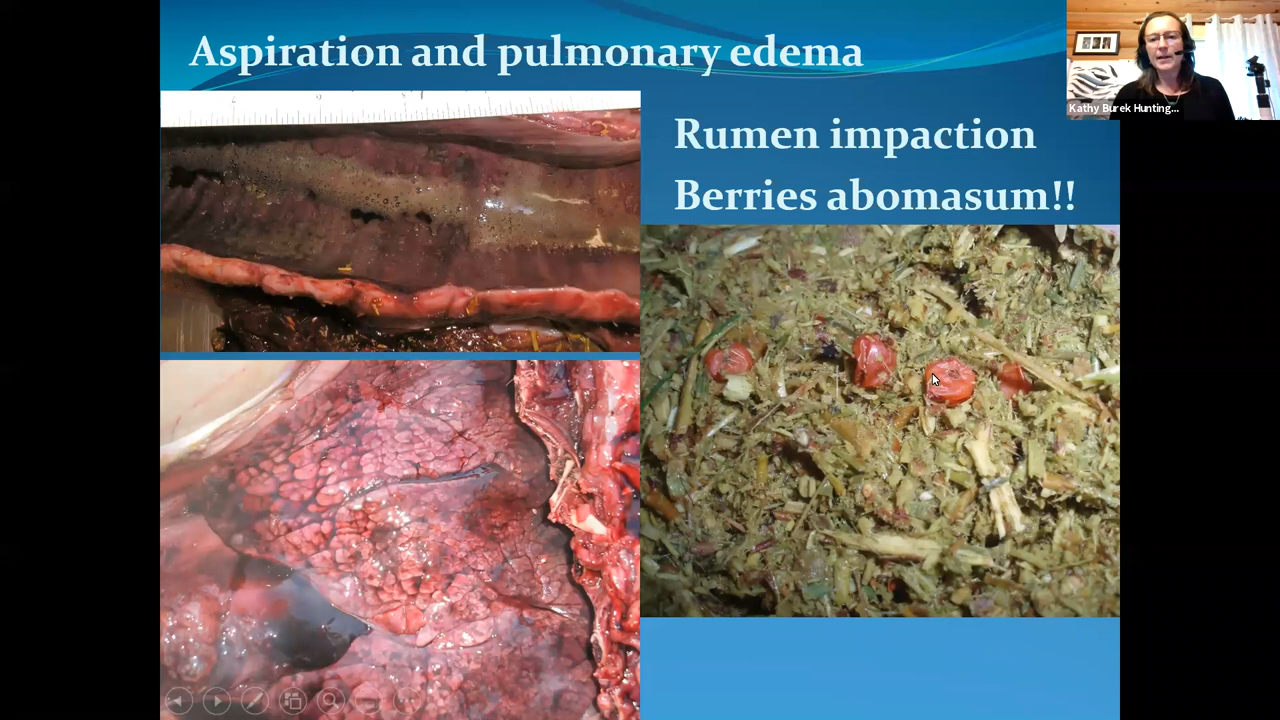 Aspiration and pulmonary edema
Rumen impaction
Berries abomasum!!
Kathy Burek Hunting...